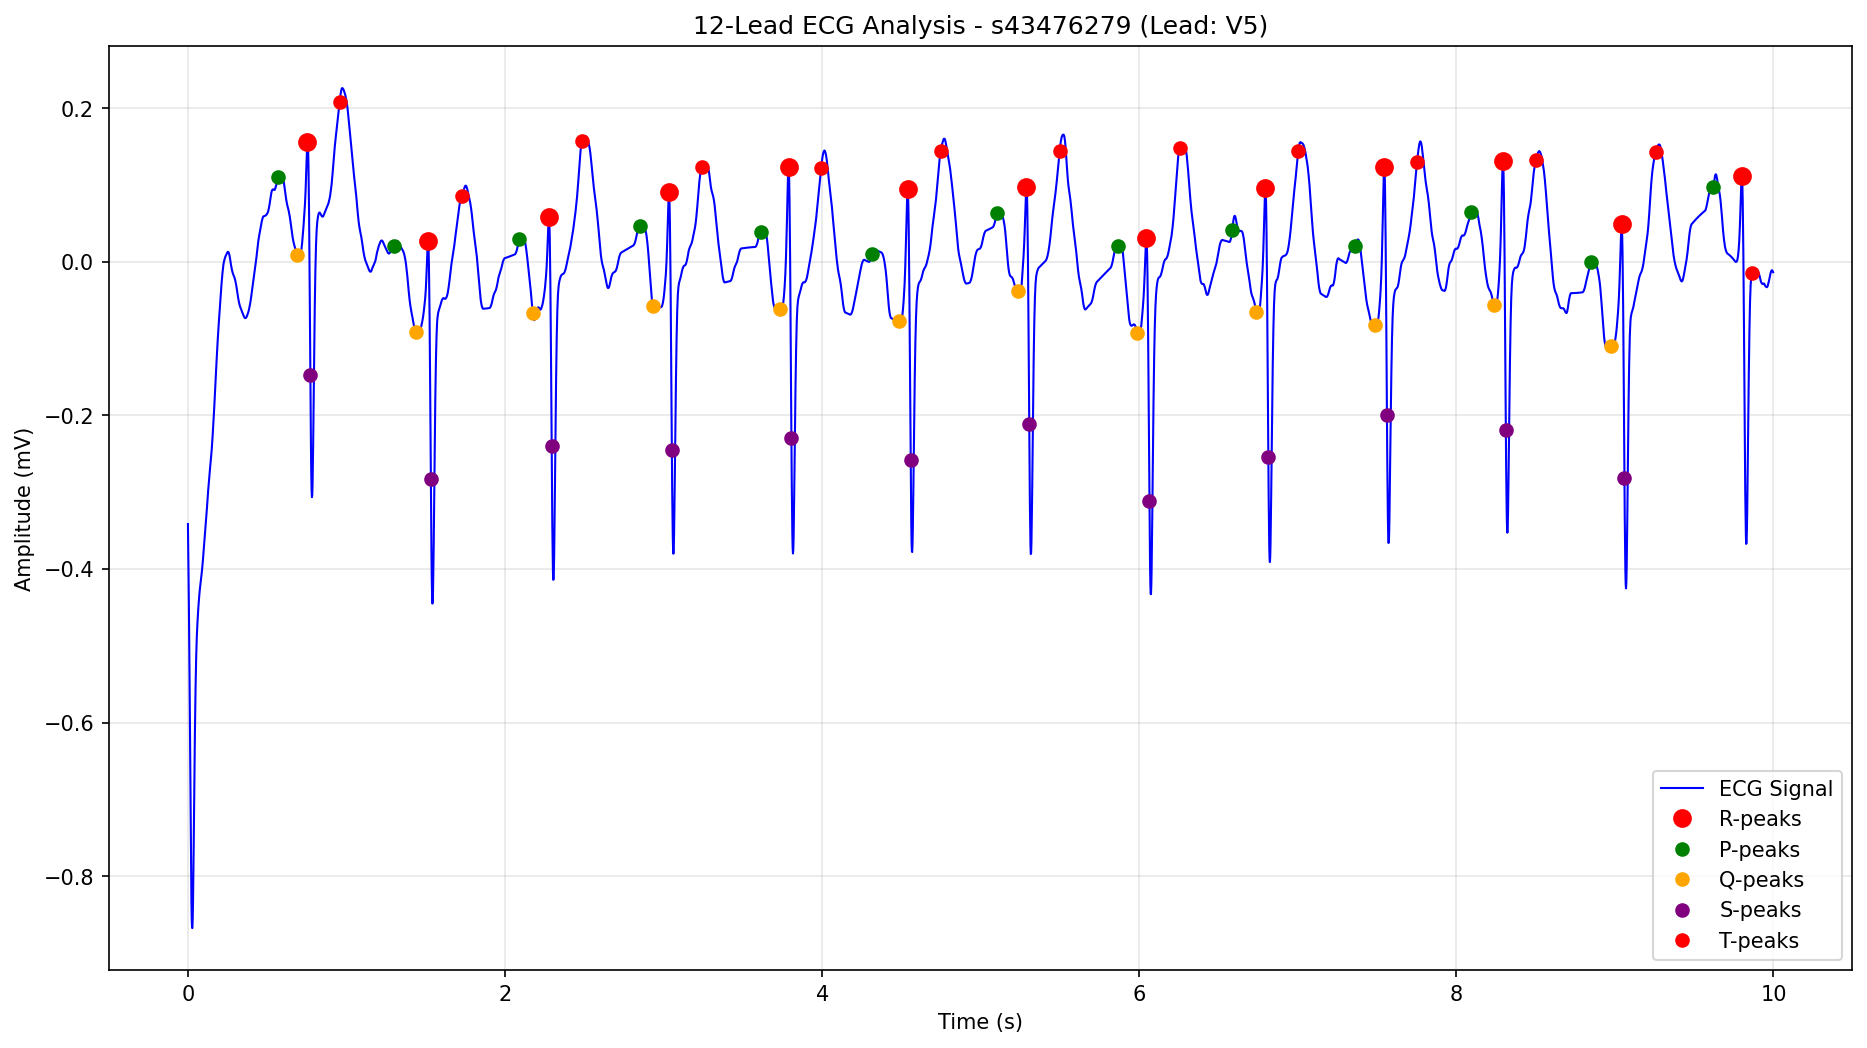 12-Lead ECG Analysis - s43476279 (Lead: V5)
0.2
0.0
−0.2
−0.4
−0.6
−0.8
Amplitude (mV)
0 2 4 6 8 10
Time (s)
ECG Signal
R-peaks
P-peaks
Q-peaks
S-peaks
T-peaks